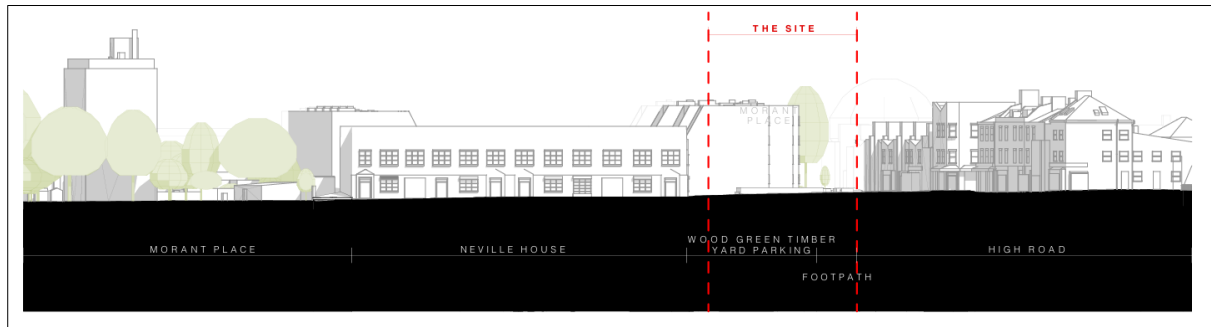 THE SITE
MORANT
PLACE
MORANT PLACE
NEVILLE HOUSE
WOOD GREEN TIMBER
YARD PARKING
HIGH ROAD
FOOTPATH